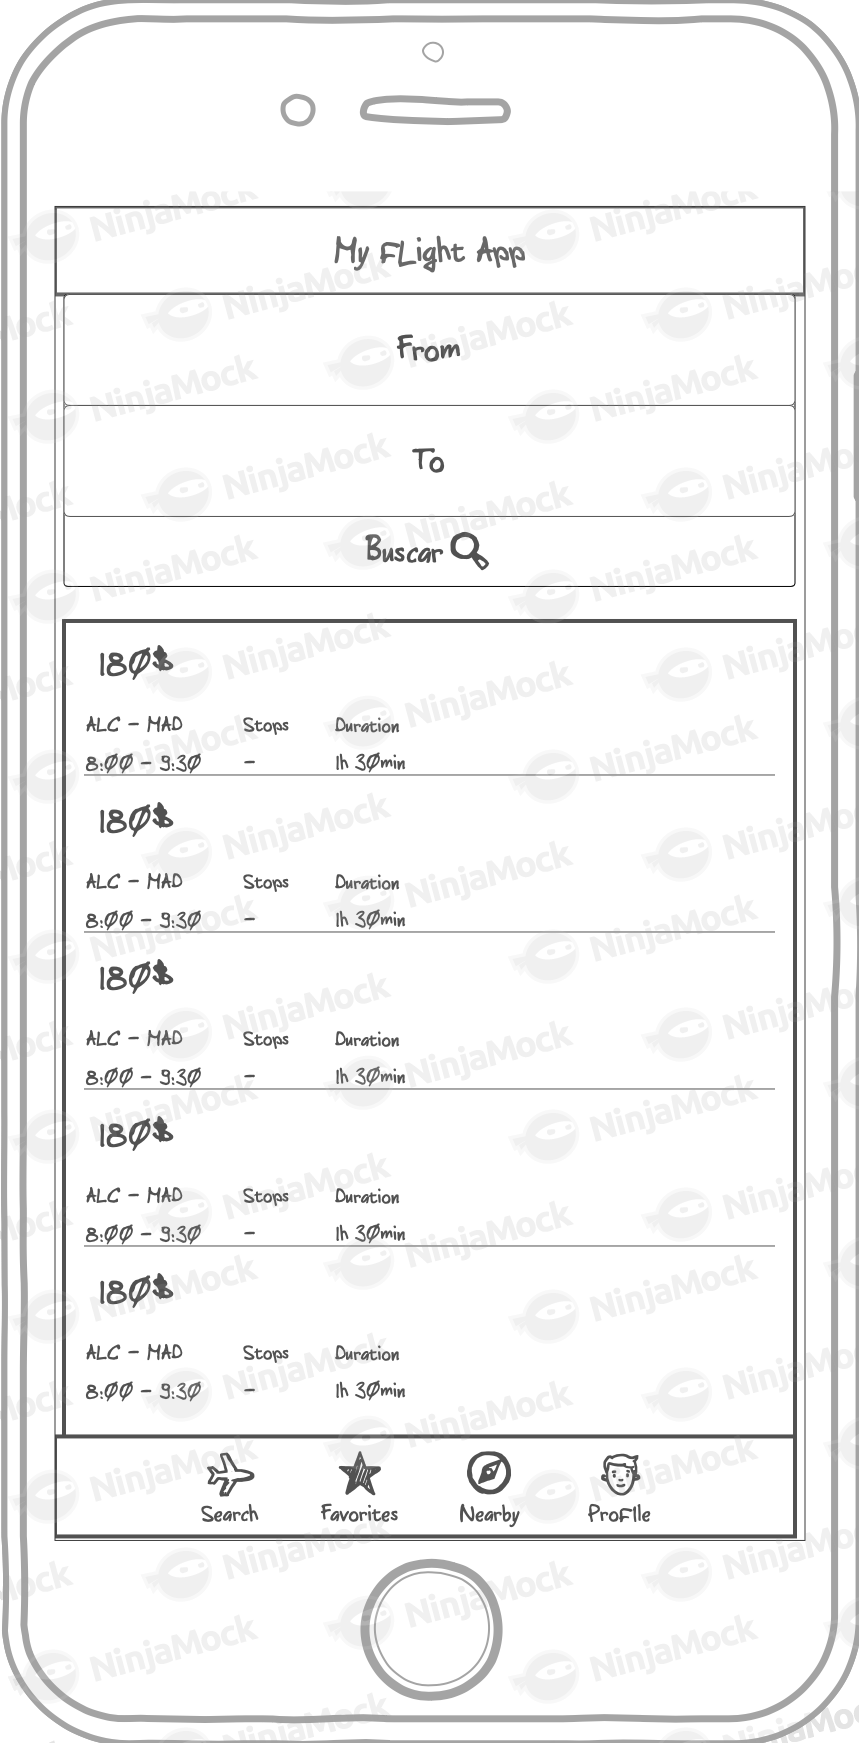 My FLight App
From
To
Buscar
180$
ALC - MAD Stops Duration
8:00 - 9:30 - 1h 30min
180$
ALC - MAD Stops Duration
8:00 - 9:30 - 1h 30min
180$
ALC - MAD Stops Duration
8:00 - 9:30 - 1h 30min
180$
ALC - MAD Stops Duration
8:00 - 9:30 - 1h 30min
180$
ALC - MAD Stops Duration
8:00 - 9:30 - 1h 30min
Search Favorites Nearby ProfIle
NinjaMock